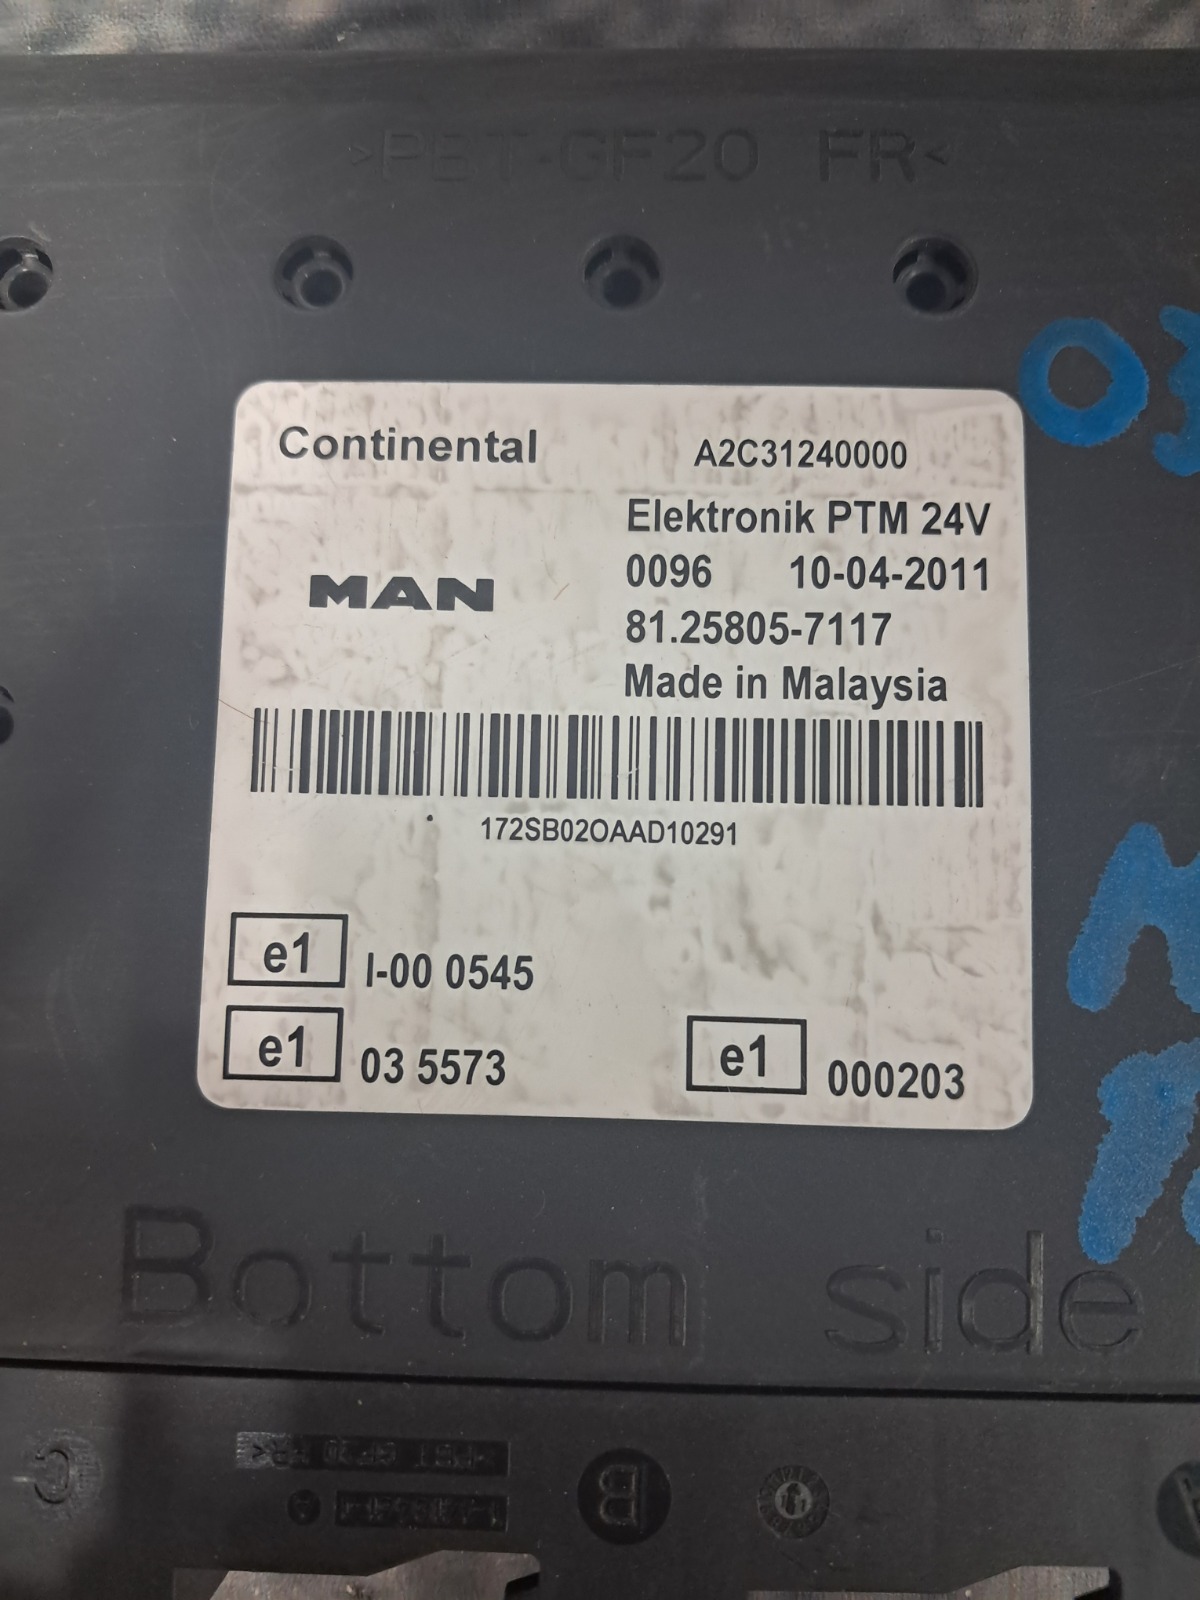 >PBT-GF20 FR<
Continental A2C31240000
Elektronik PTM 24V
MAN
0096 10-04-2011
81.25805-7117
Made in Malaysia
172SB02OAAD10291
e1 I-00 0545
e1 03 5573
e1 000203
Bottom side
C
B